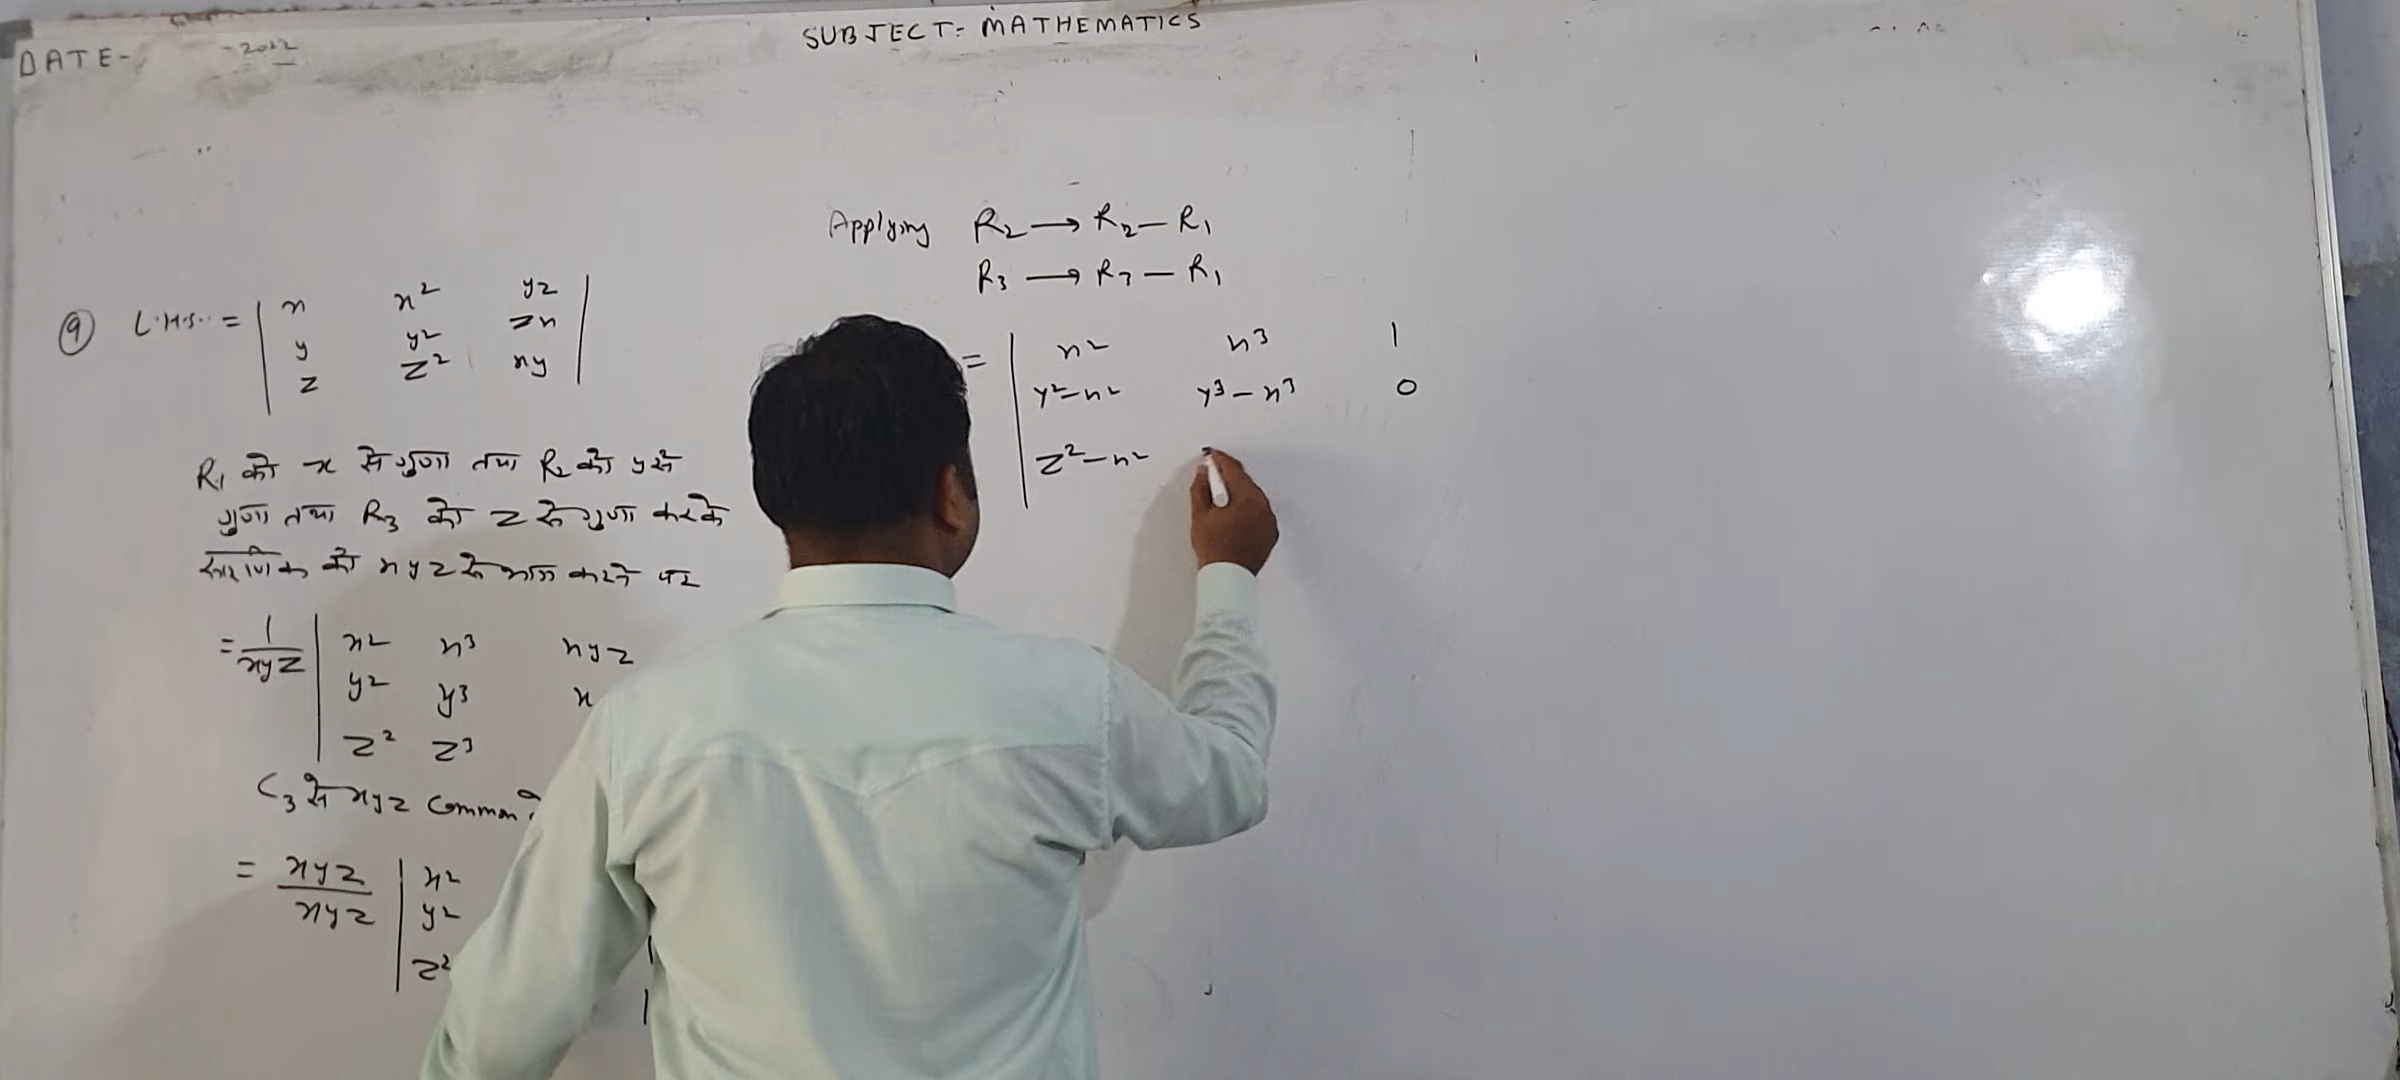 DATE- -2022
SUBJECT- MATHEMATICS
9 L.H.S. = | x x² yz |
| y y² zx |
| z z² xy |
R₁ को x से गुणा तथा R₂ को y से
गुणा तथा R₃ को z से गुणा करके
सारणिक को xyz से भाग करने पर
= 1/xyz | x² x³ xyz
y² y³ x
z² z³
C₃ से xyz common
= xyz/xyz | x²
y²
z²
1
Applying R₂ → R₂ – R₁
R₃ → R₃ – R₁
= | x² x³ 1
y² – x² y³ – x³ 0
z² – x²